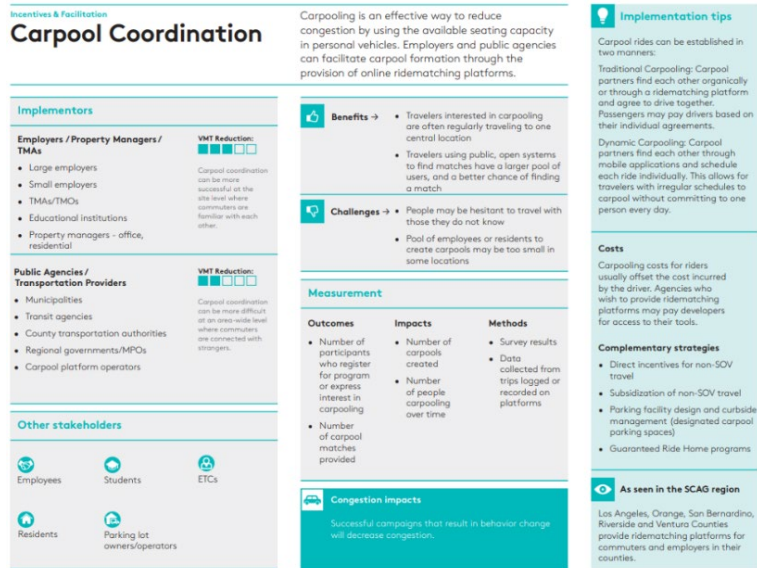 Incentives & Facilitation
Carpool Coordination
Carpooling is an effective way to reduce
congestion by using the available seating capacity
in personal vehicles. Employers and public agencies
can facilitate carpool formation through the
provision of online ridematching platforms.
Implementors
Employers / Property Managers /
TMAs
• Large employers
• Small employers
• TMAs/TMOs
• Educational institutions
• Property managers - office,
residential
VMT Reduction:
Carpool coordination
can be more
successful at the
site level where
commuters are
familiar with each
other.
Public Agencies /
Transportation Providers
• Municipalities
• Transit agencies
• County transportation authorities
• Regional governments/MPOs
• Carpool platform operators
VMT Reduction:
Carpool coordination
can be more difficult
at an area-wide level
where commuters
are connected with
strangers.
Other stakeholders
Employees
Students
ETCs
Residents
Parking lot
owners/operators
Benefits →
• Travelers interested in carpooling
are often regularly traveling to one
central location
• Travelers using public, open systems
to find matches have a larger pool of
users, and a better chance of finding
a match
Challenges →
• People may be hesitant to travel with
those they do not know
• Pool of employees or residents to
create carpools may be too small in
some locations
Measurement
Outcomes
• Number of
participants
who register
for program
or express
interest in
carpooling
• Number
of carpool
matches
provided
Impacts
• Number of
carpools
created
• Number
of people
carpooling
over time
Methods
• Survey results
• Data
collected from
trips logged or
recorded on
platforms
Congestion impacts
Successful campaigns that result in behavior change
will decrease congestion.
Implementation tips
Carpool rides can be established in
two manners:
Traditional Carpooling: Carpool
partners find each other organically
or through a ridematching platform
and agree to drive together.
Passengers may pay drivers based on
their individual agreements.
Dynamic Carpooling: Carpool
partners find each other through
mobile applications and schedule
each ride individually. This allows for
travelers with irregular schedules to
carpool without committing to one
person every day.
Costs
Carpooling costs for riders
usually offset the cost incurred
by the driver. Agencies who
wish to provide ridematching
platforms may pay developers
for access to their tools.
Complementary strategies
• Direct incentives for non-SOV
travel
• Subsidization of non-SOV travel
• Parking facility design and curbside
management (designated carpool
parking spaces)
• Guaranteed Ride Home programs
As seen in the SCAG region
Los Angeles, Orange, San Bernardino,
Riverside and Ventura Counties
provide ridematching platforms for
commuters and employers in their
counties.